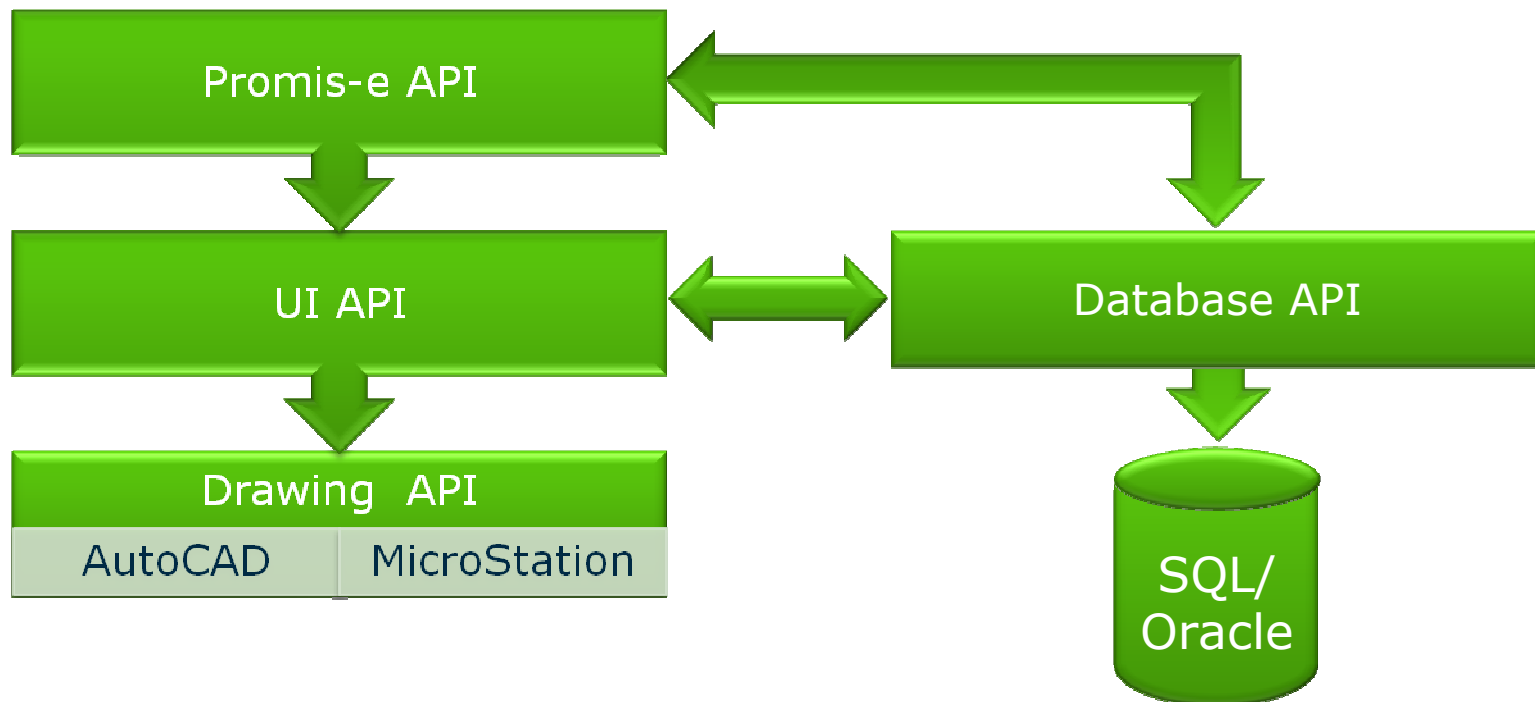 Promis-e API
UI API
Database API
Drawing API
AutoCAD
MicroStation
SQL/
Oracle